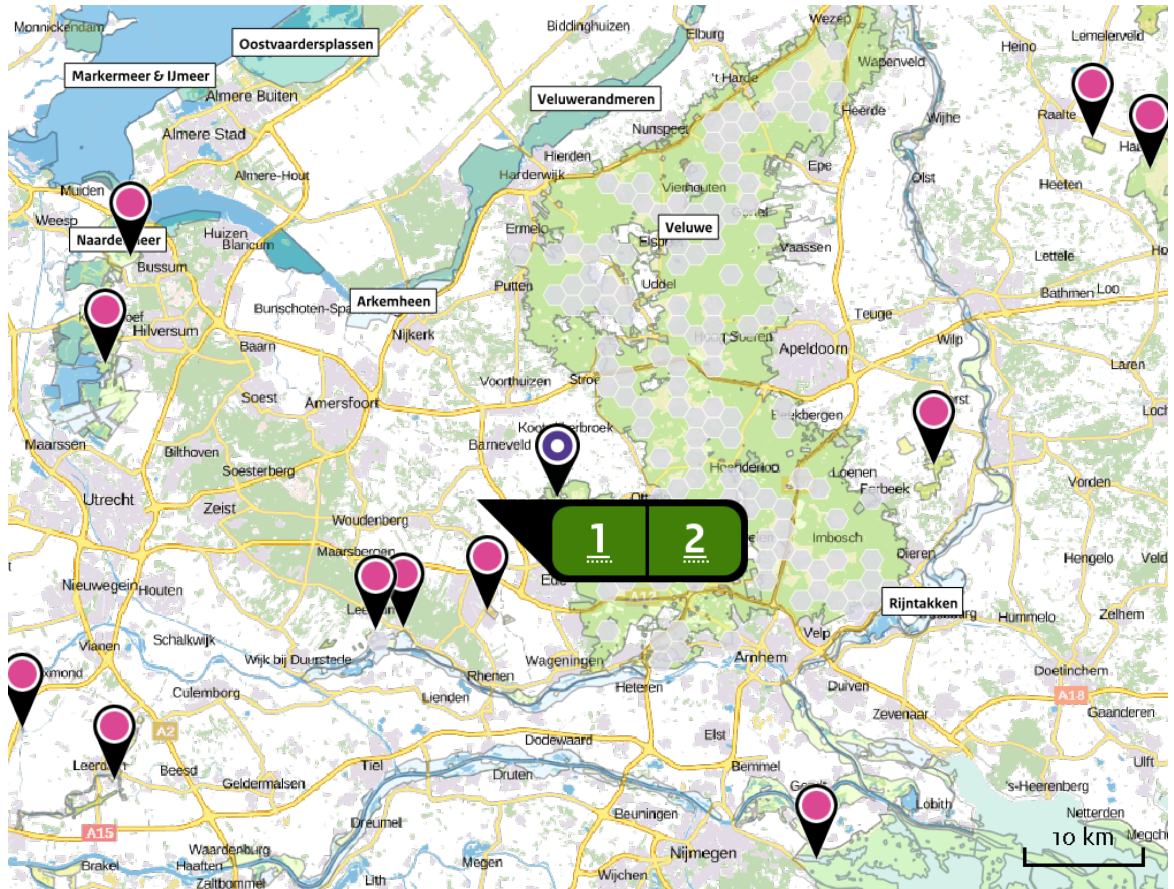 Monnickendam
Biddinghuizen
Wezep
Elburg
Lemelerveld
Heino
Oostvaardersplassen
Wapenveld
Markermeer & IJmeer
't Harde
Almere Buiten
Veluwerandmeren
Heerde
Raalte
Wijhe
Almere Stad
Nunspeet
Hierden
Epe
Harderwijk
Almere-Hout
Olst
Vierhouten
Heeten
Muiden
Weesp
Ermelo
Veluwe
Naardermeer
Huizen
Blaricum
Vaassen
Lettele
Bussum
Putten
Uddel
Bathmen
Loo
Arkemheen
Bunschoten-Spa
Teuge
Hilversum
Nijkerk
Wilp
Baarn
Apeldoorn
Laren
Voorthuizen
Stroe
Soest
Amersfoort
Beekbergen
Maarssen
Barneveld
Bilthoven
Soesterberg
Hoenderloo
Loenen
Vorden
Utrecht
Eerbeek
Zeist
Woudenberg
1 2
Imbosch
Maarsbergen
Dieren
Hengelo
Veld
Nieuwegein
Houten
Ede
A12
Rijntakken
Hummelo
Zelhem
Schalkwijk
Velp
Vianen
Wijk bij Duurstede
Wageningen
Arnhem
Doetinchem
Rhenen
Culemborg
Lienden
Heteren
Duiven
A18
Gaanderen
Zevenaar
A2
Elst
Dodewaard
Leerdam
Beesd
Tiel
Bemmel
Ulft
Geldermalsen
Druten
's-Heerenberg
Lobith
Netterden
Beuningen
Dreumel
A15
10 km
Megch
Waardenburg
Nijmegen
Brakel
Haaften
Megen
Zaltbommel
Lith
Wijchen